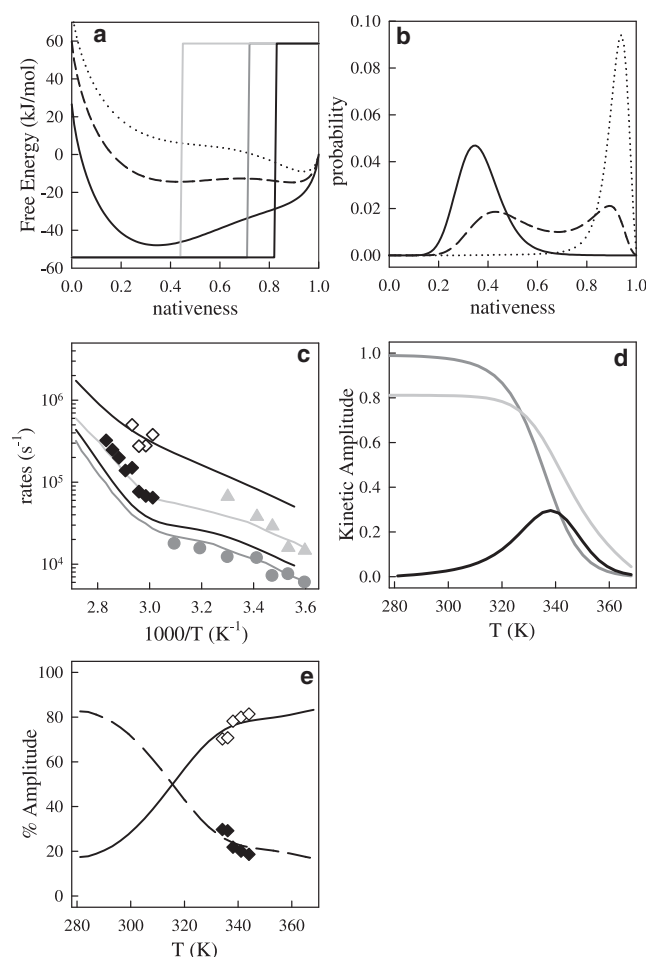 a
60
40
20
0
-20
-40
-60
Free Energy (kJ/mol)
0.0 0.2 0.4 0.6 0.8 1.0
nativeness
b
0.10
0.08
0.06
0.04
0.02
0.00
probability
0.0 0.2 0.4 0.6 0.8 1.0
nativeness
c
10^6
10^5
10^4
rates (s^-1)
2.8 3.0 3.2 3.4 3.6
1000/T (K^-1)
d
1.0
0.8
0.6
0.4
0.2
0.0
Kinetic Amplitude
280 300 320 340 360
T (K)
e
100
80
60
40
20
0
% Amplitude
280 300 320 340 360
T (K)